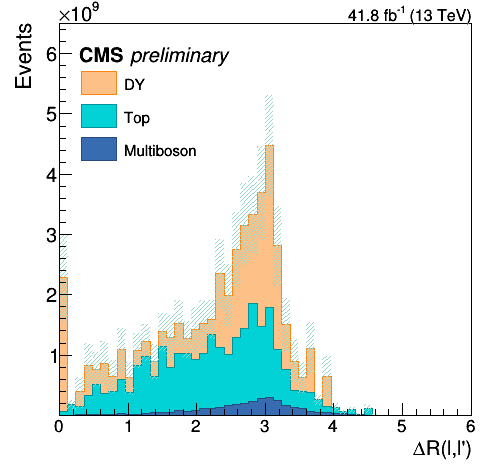 ×10⁹
41.8 fb⁻¹ (13 TeV)
Events
CMS preliminary
DY
Top
Multiboson
6
5
4
3
2
1
0 1 2 3 4 5 6
ΔR(l,l')